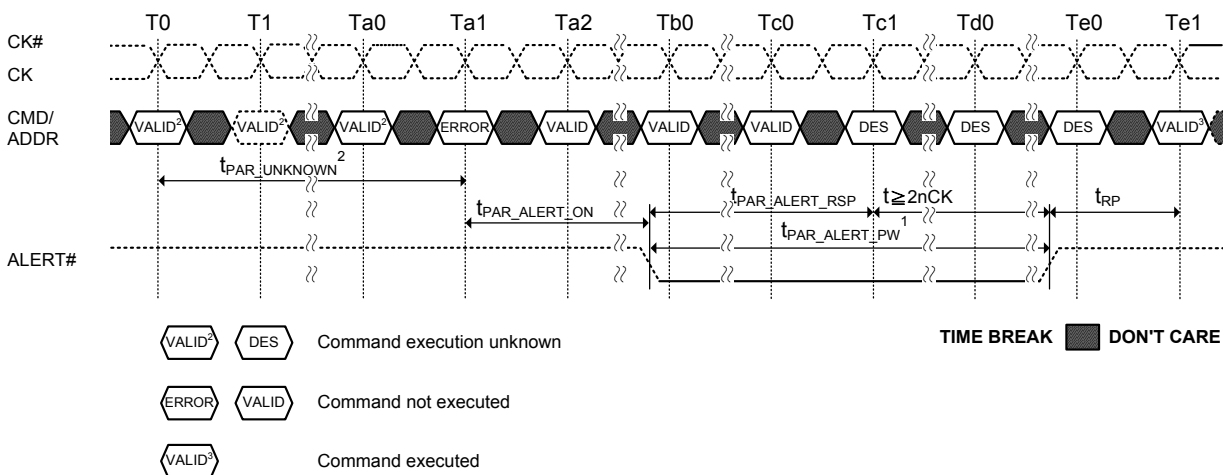 T0 T1 Ta0 Ta1 Ta2 Tb0 Tc0 Tc1 Td0 Te0 Te1
CK#
CK
CMD/
ADDR
VALID² VALID² VALID² ERROR VALID VALID VALID DES DES DES VALID³
tPAR_UNKNOWN²
tPAR_ALERT_ON
tPAR_ALERT_RSP
t≧2nCK
tRP
tPAR_ALERT_PW¹
ALERT#
VALID² DES Command execution unknown
TIME BREAK DON'T CARE
ERROR VALID Command not executed
VALID³ Command executed